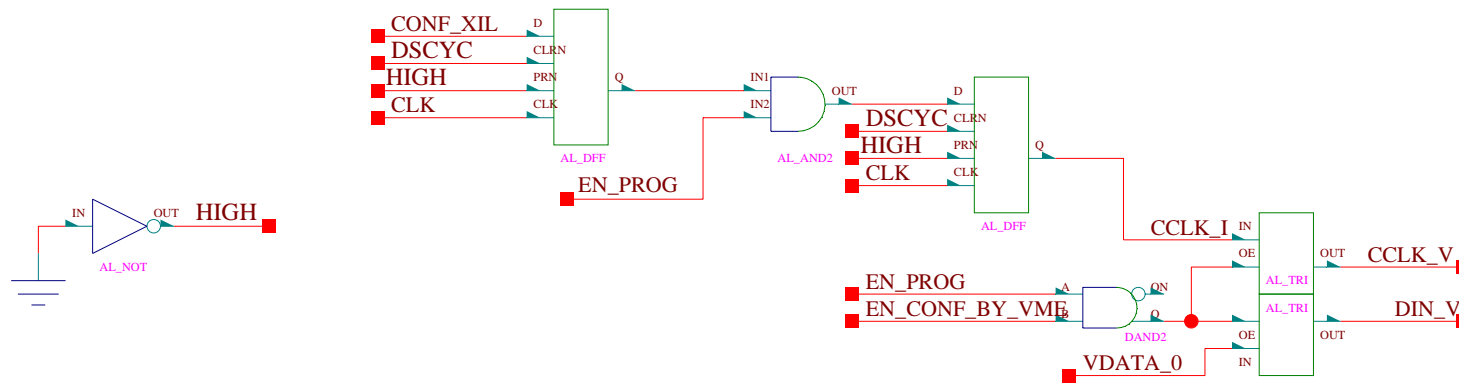 CONF_XIL
D
DSCYC
CLRN
HIGH
PRN
Q
CLK
CLK
AL_DFF
IN1
IN2
OUT
AL_AND2
EN_PROG
D
DSCYC
CLRN
HIGH
PRN
Q
CLK
CLK
AL_DFF
IN
OUT
HIGH
AL_NOT
CCLK_I
IN
OE
OUT
CCLK_V
AL_TRI
EN_PROG
A
QN
EN_CONF_BY_VME
B
Q
DAND2
AL_TRI
DIN_V
OE
OUT
IN
VDATA_0